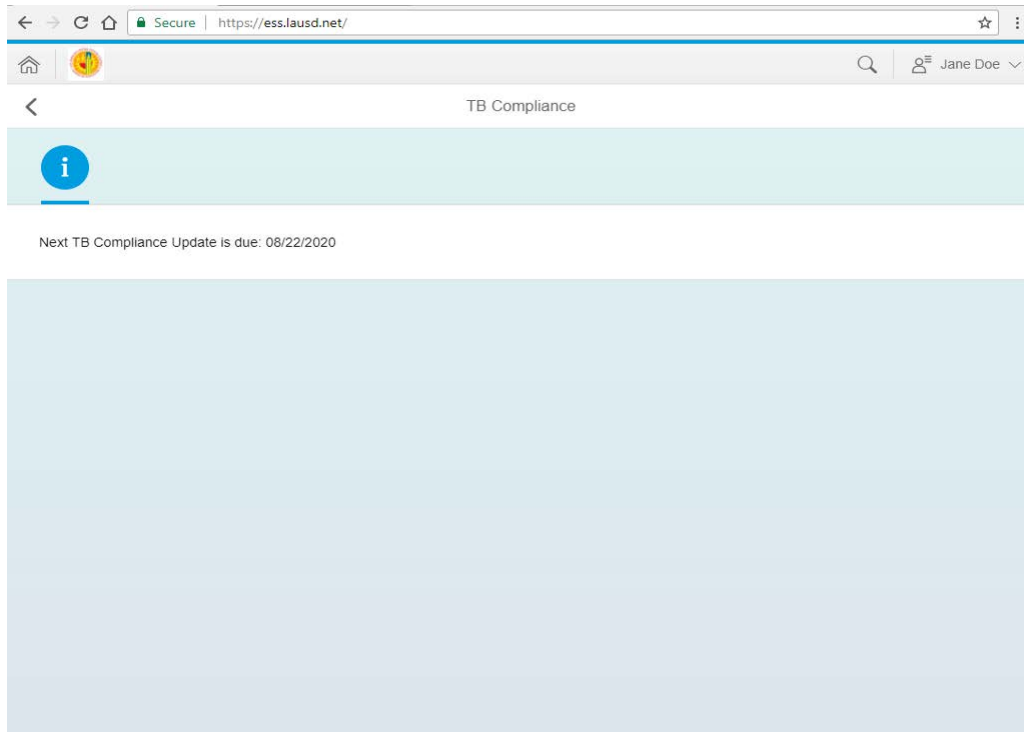 Secure | https://ess.lausd.net/
Jane Doe
TB Compliance
i
Next TB Compliance Update is due: 08/22/2020